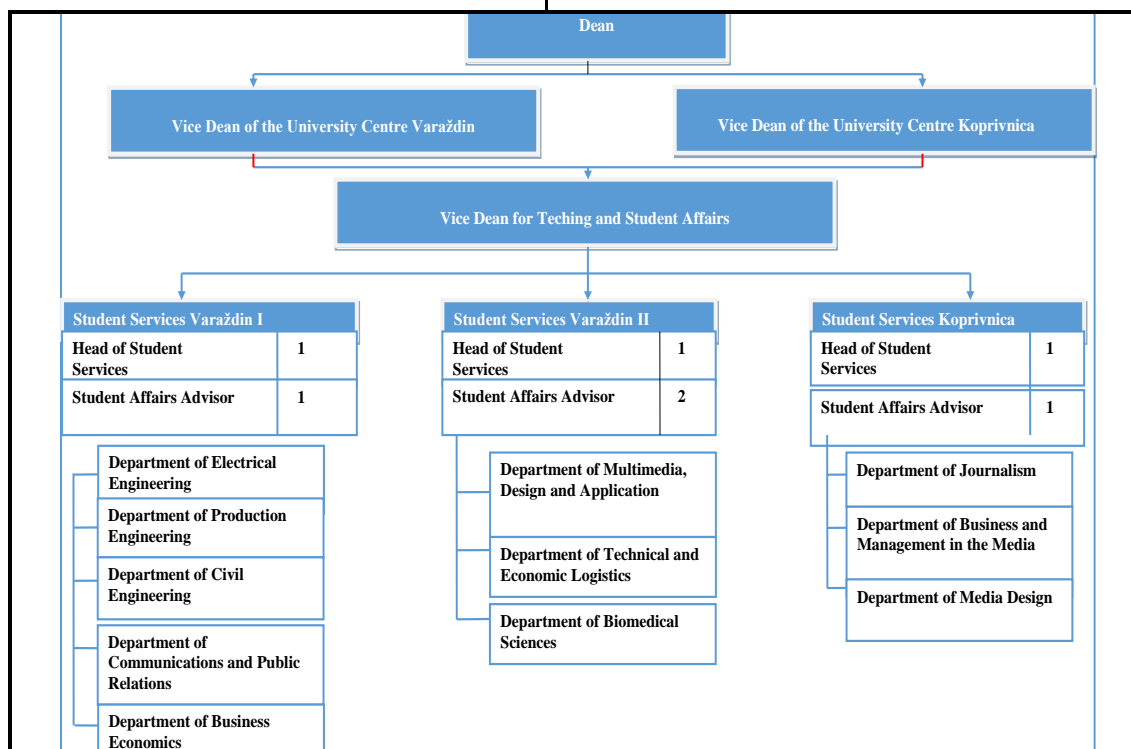 Dean
Vice Dean of the University Centre Varaždin
Vice Dean of the University Centre Koprivnica
Vice Dean for Teching and Student Affairs
Student Services Varaždin I
Head of Student
Services
1
Student Affairs Advisor
1
Department of Electrical
Engineering
Department of Production
Engineering
Department of Civil
Engineering
Department of
Communications and Public
Relations
Department of Business
Economics
Student Services Varaždin II
Head of Student
Services
1
Student Affairs Advisor
2
Department of Multimedia,
Design and Application
Department of Technical and
Economic Logistics
Department of Biomedical
Sciences
Student Services Koprivnica
Head of Student
Services
1
Student Affairs Advisor
1
Department of Journalism
Department of Business and
Management in the Media
Department of Media Design